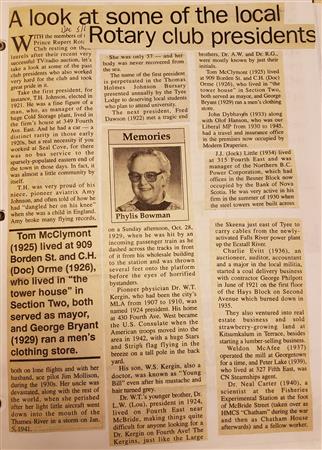 A look at some of the local
Rotary club presidents
WITH the members of
Prince Rupert Rotary
Club resting on their
laurels after their recent very
successful TV/radio auction, let's
take a look at some of the past
club presidents who also worked
very hard for the club and took
great pride in it.
Take the first president, for
instance, T.H. Johnson, elected in
1921. He was a fine figure of a
man who, as manager of the
huge Cold Storage plant, lived in
the firm's house at 349 Fourth
Ave. East. And he had a car — a
distinct rarity in those early
1920s, but a real necessity if you
worked at Seal Cove, for there
was no bus service to the
sparsely-populated eastern end of
the town in those days. In fact, it
was almost a little community by
itself.
T.H. was very proud of his
niece, pioneer aviatrix Amy
Johnson, and often told of how he
had "dangled her on his knee"
when she was a child in England.
Amy broke many flying records,
Tom McClymont
(1925) lived at 909
Borden St. and C.H.
(Doc) Orme (1926),
who lived in "the
tower house" in
Section Two, both
served as mayor,
and George Bryant
(1929) ran a men's
clothing store.
both on lone flights and with her
husband, ace pilot Jim Mollison,
during the 1930s. Her uncle was
devastated, along with the rest of
the world, when she perished
after her light little aircraft went
down into the mouth of the
Thames River in a storm on Jan.
5, 1941.
She was only 37 — and her
body was never recovered from
the sea.
The name of the first president
is perpetuated in the Thomas
Holmes Johnson Bursary
presented annually by the Tyee
Lodge to deserving local students
who plan to attend university.
The next president, Fred
Dawson (1922) met a tragic end
Memories
Phylis Bowman
on a Sunday afternoon, Oct. 28,
1929, when he was hit by an
incoming passenger train as he
dashed across the tracks in front
of it from his wholesale building
to the station and was thrown
several feet onto the platform
before the eyes of horrified
bystanders.
Pioneer physician Dr. W.T.
Kergin, who had been the city's
MLA from 1907 to 1910, was
named 1924 president. His home
at 430 Fourth Ave. West became
the U.S. Consulate when the
American troops moved into the
area in 1942, with a huge Stars
and Strips flag flying in the
breeze on a tall pole in the back
yard.
His son, W.S. Kergin, also a
doctor, was known as "Young
Bill" even after his mustache and
hair turned grey.
Dr. W.T.'s younger brother, Dr.
L.W. (Lou), president in 1924,
lived on Fourth East near
McBride, making things quite
difficult for anyone looking for a
Dr. Kergin on Fourth Ave! The
Kergins, just like the Large
brothers, Dr. A.W. and Dr. R.G.,
were mostly known by just their
initials.
Tom McClymont (1925) lived
at 909 Borden St. and C.H. (Doc)
Orme (1926), who lived in "the
tower house" in Section Two,
both served as mayor, and George
Bryant (1929) ran a men's clothing
store.
John Dybhavn (1931) along
with Olof Hanson, who was our
Liberal MP from 1930 to 1945,
had a travel and insurance office
in the premises now occupied by
Modern Draperies.
J.J. (Jock) Little (1934) lived
at 315 Fourth East and was
manager of the Northern B.C.
Power Corporation, which had
offices in the Besner Block now
occupied by the Bank of Nova
Scotia. He was very active in his
firm in the summer of 1930 when
the steel towers were built across
the Skeena just east of Tyee to
carry cables from the newly-
activated Falls River power plant
up the Ecstall River.
Charlie Evitt (1936), an
auctioneer, auditor, accountant
and a major in the local militia,
started a coal delivery business
with contractor George Philpott
in June of 1921 on the first floor
of the Hays Block on Second
Avenue which burned down in
1935.
They also ventured into real
estate business and sold
strawberry-growing land at
Kitsumkalum in Terrace, besides
starting a lumber-selling business.
Weldon McAfee (1937)
operated the mill at Georgetown
for a time, and Peter Lakie (1939),
who lived at 327 Fifth East, was
CN Steamships agent.
Dr. Neal Carter (1940), a
scientist at the Fisheries
Experimental Station at the foot
of McBride Street (taken over as
HMCS "Chatham" during the
war and then as Chatham House
afterwards) and a fellow worker.